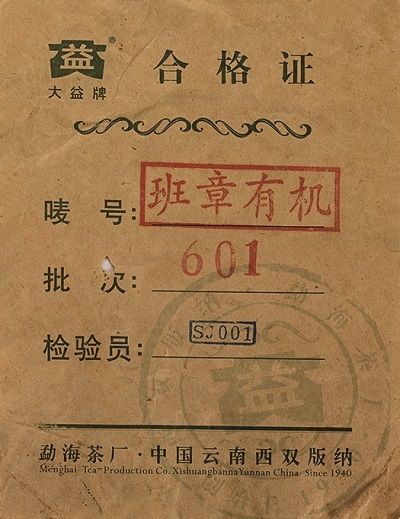 益®
大益牌
合格证
唛 号: 班章有机
批 次: 601
检验员: SJ001
益
勐海茶厂·中国云南西双版纳
Menghai Tea-Production Co. XishuangbannaYunnan China Since 1940